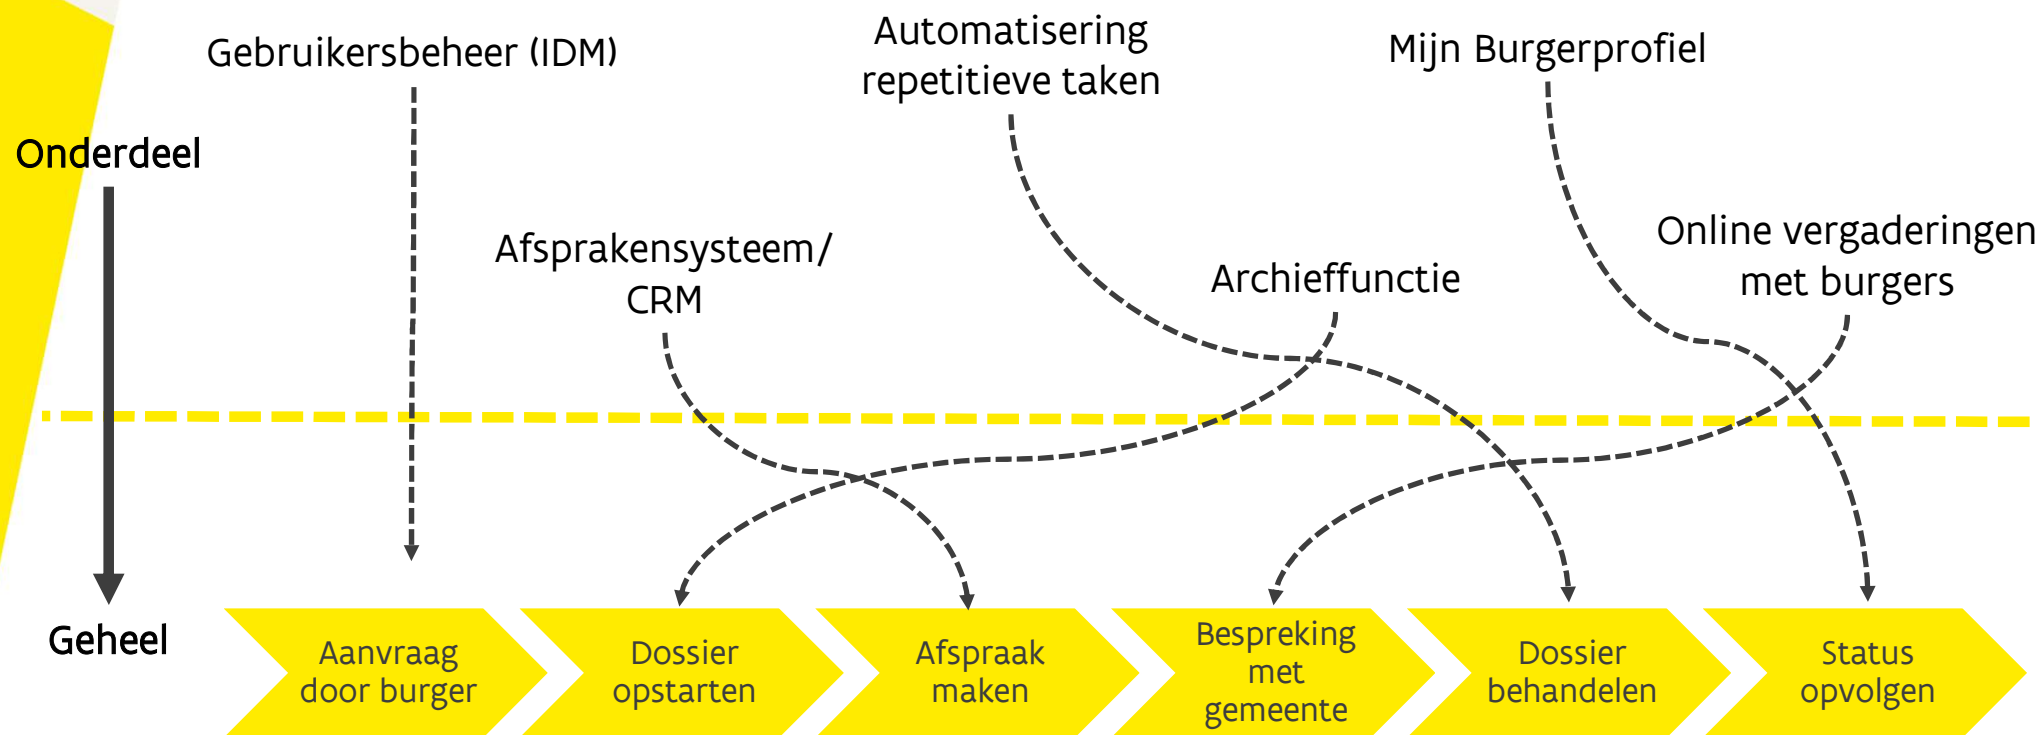 Gebruikersbeheer (IDM)
Automatisering
repetitieve taken
Mijn Burgerprofiel
Onderdeel
Afsprakensysteem/
CRM
Archieffunctie
Online vergaderingen
met burgers
Geheel
Aanvraag
door burger
Dossier
opstarten
Afspraak
maken
Bespreking
met
gemeente
Dossier
behandelen
Status
opvolgen